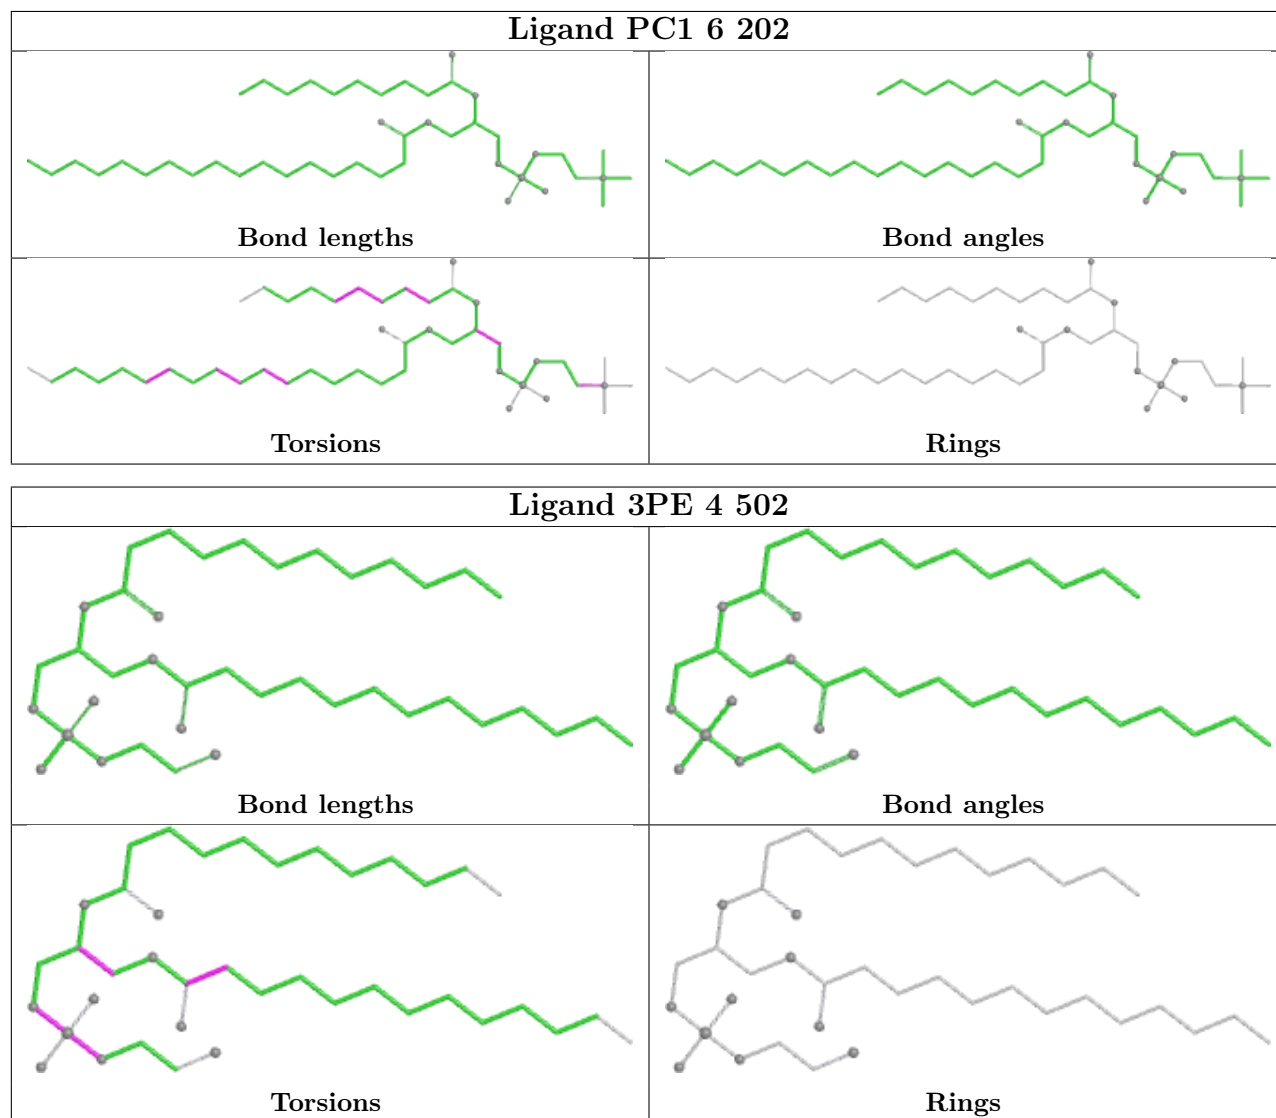 Ligand PC1 6 202
Bond lengths
Bond angles
Torsions
Rings
Ligand 3PE 4 502
Bond lengths
Bond angles
Torsions
Rings